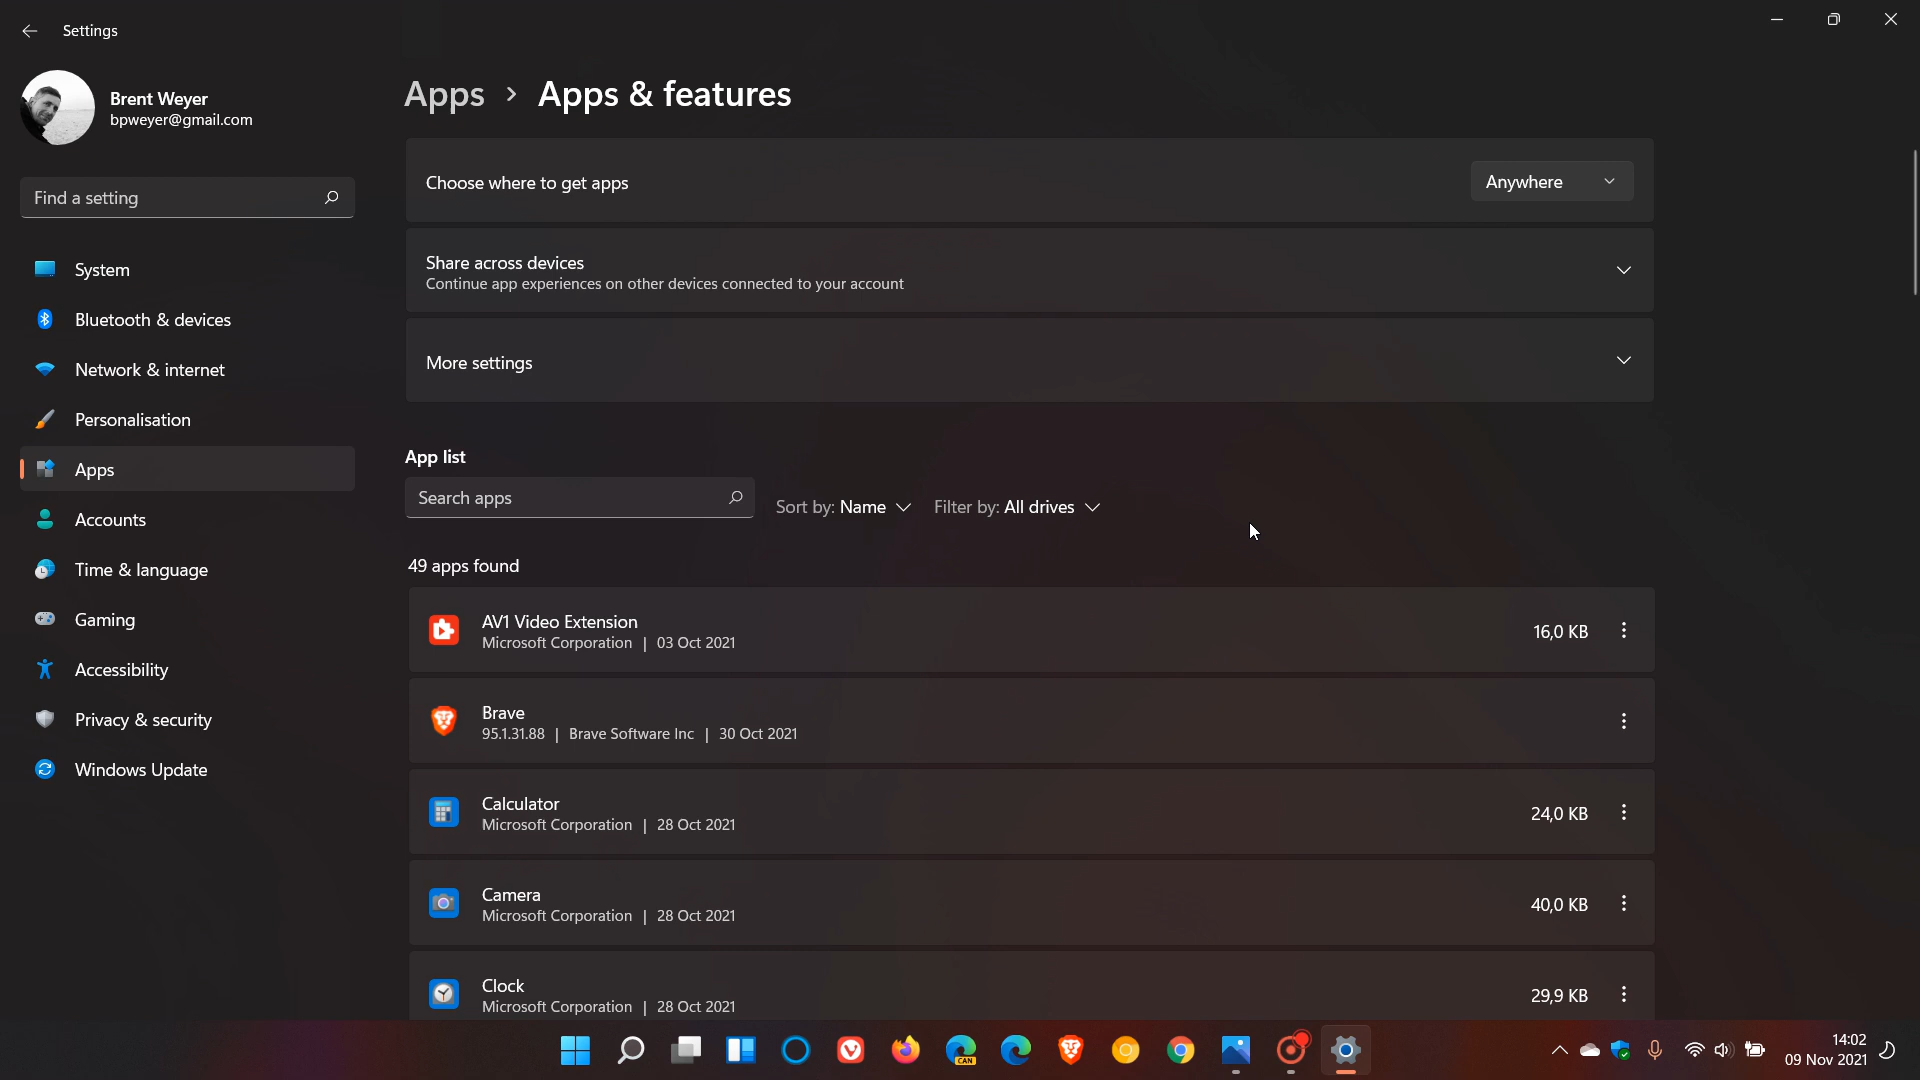 Settings
Brent Weyer
bpweyer@gmail.com
Find a setting
System
Bluetooth & devices
Network & internet
Personalisation
Apps
Accounts
Time & language
Gaming
Accessibility
Privacy & security
Windows Update
Apps > Apps & features
Choose where to get apps
Anywhere
Share across devices
Continue app experiences on other devices connected to your account
More settings
App list
Search apps
Sort by: Name
Filter by: All drives
49 apps found
AV1 Video Extension
Microsoft Corporation | 03 Oct 2021
16,0 KB
Brave
95.1.31.88 | Brave Software Inc | 30 Oct 2021
Calculator
Microsoft Corporation | 28 Oct 2021
24,0 KB
Camera
Microsoft Corporation | 28 Oct 2021
40,0 KB
Clock
Microsoft Corporation | 28 Oct 2021
29,9 KB
CAN
14:02
09 Nov 2021